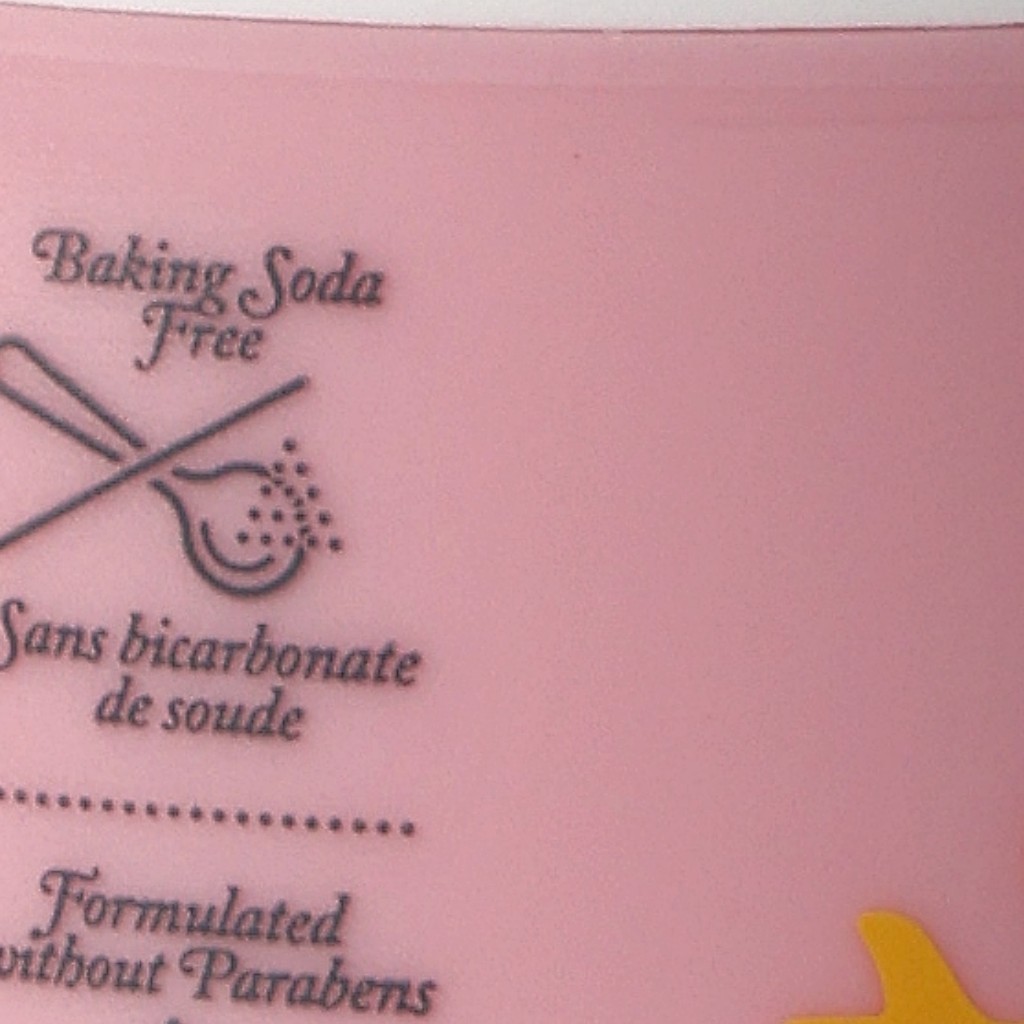 Baking Soda
Free
Sans bicarbonate
de soude
Formulated
without Parabens